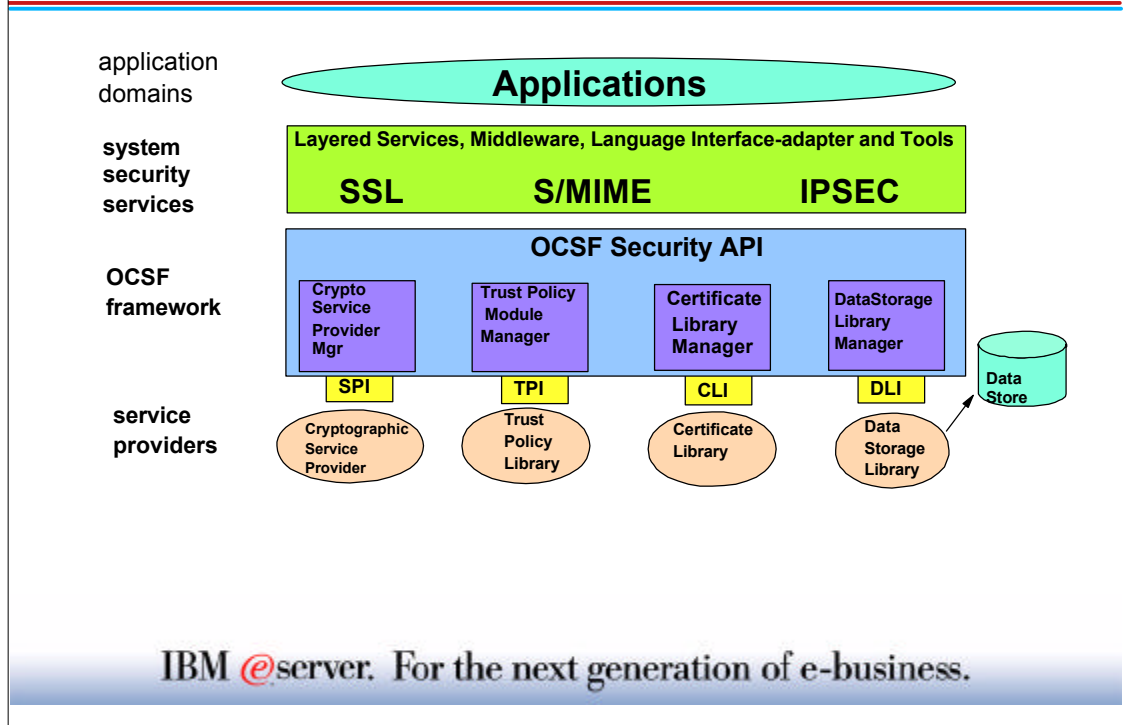 application
domains
Applications
system
security
services
Layered Services, Middleware, Language Interface-adapter and Tools
SSL S/MIME IPSEC
OCSF
framework
OCSF Security API
Crypto
Service
Provider
Mgr
Trust Policy
Module
Manager
Certificate
Library
Manager
DataStorage
Library
Manager
SPI
TPI
CLI
DLI
Data
Store
service
providers
Cryptographic
Service
Provider
Trust
Policy
Library
Certificate
Library
Data
Storage
Library
IBM @server. For the next generation of e-business.